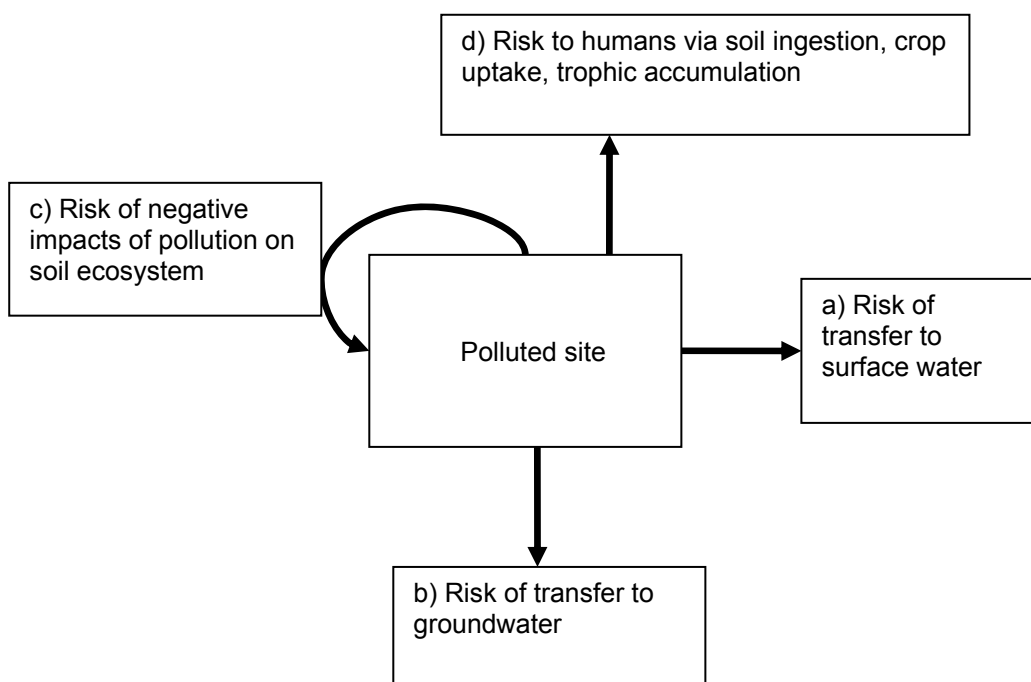 d) Risk to humans via soil ingestion, crop
uptake, trophic accumulation
c) Risk of negative
impacts of pollution on
soil ecosystem
Polluted site
a) Risk of
transfer to
surface water
b) Risk of transfer to
groundwater